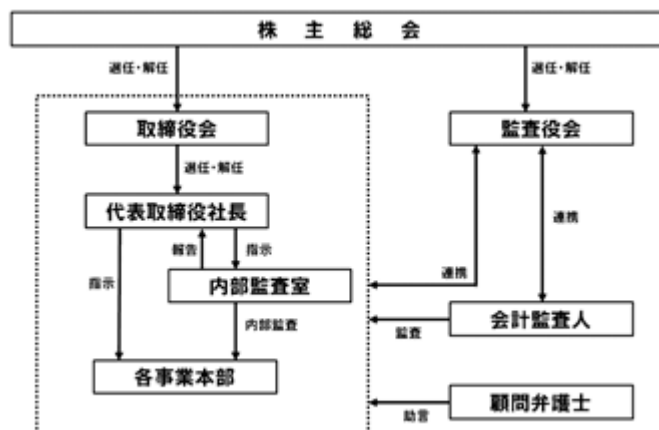 株主総会
選任・解任
選任・解任
取締役会
監査役会
選任・解任
代表取締役社長
連携
報告
指示
指示
連携
内部監査室
会計監査人
内部監査
監査
各事業本部
顧問弁護士
助言